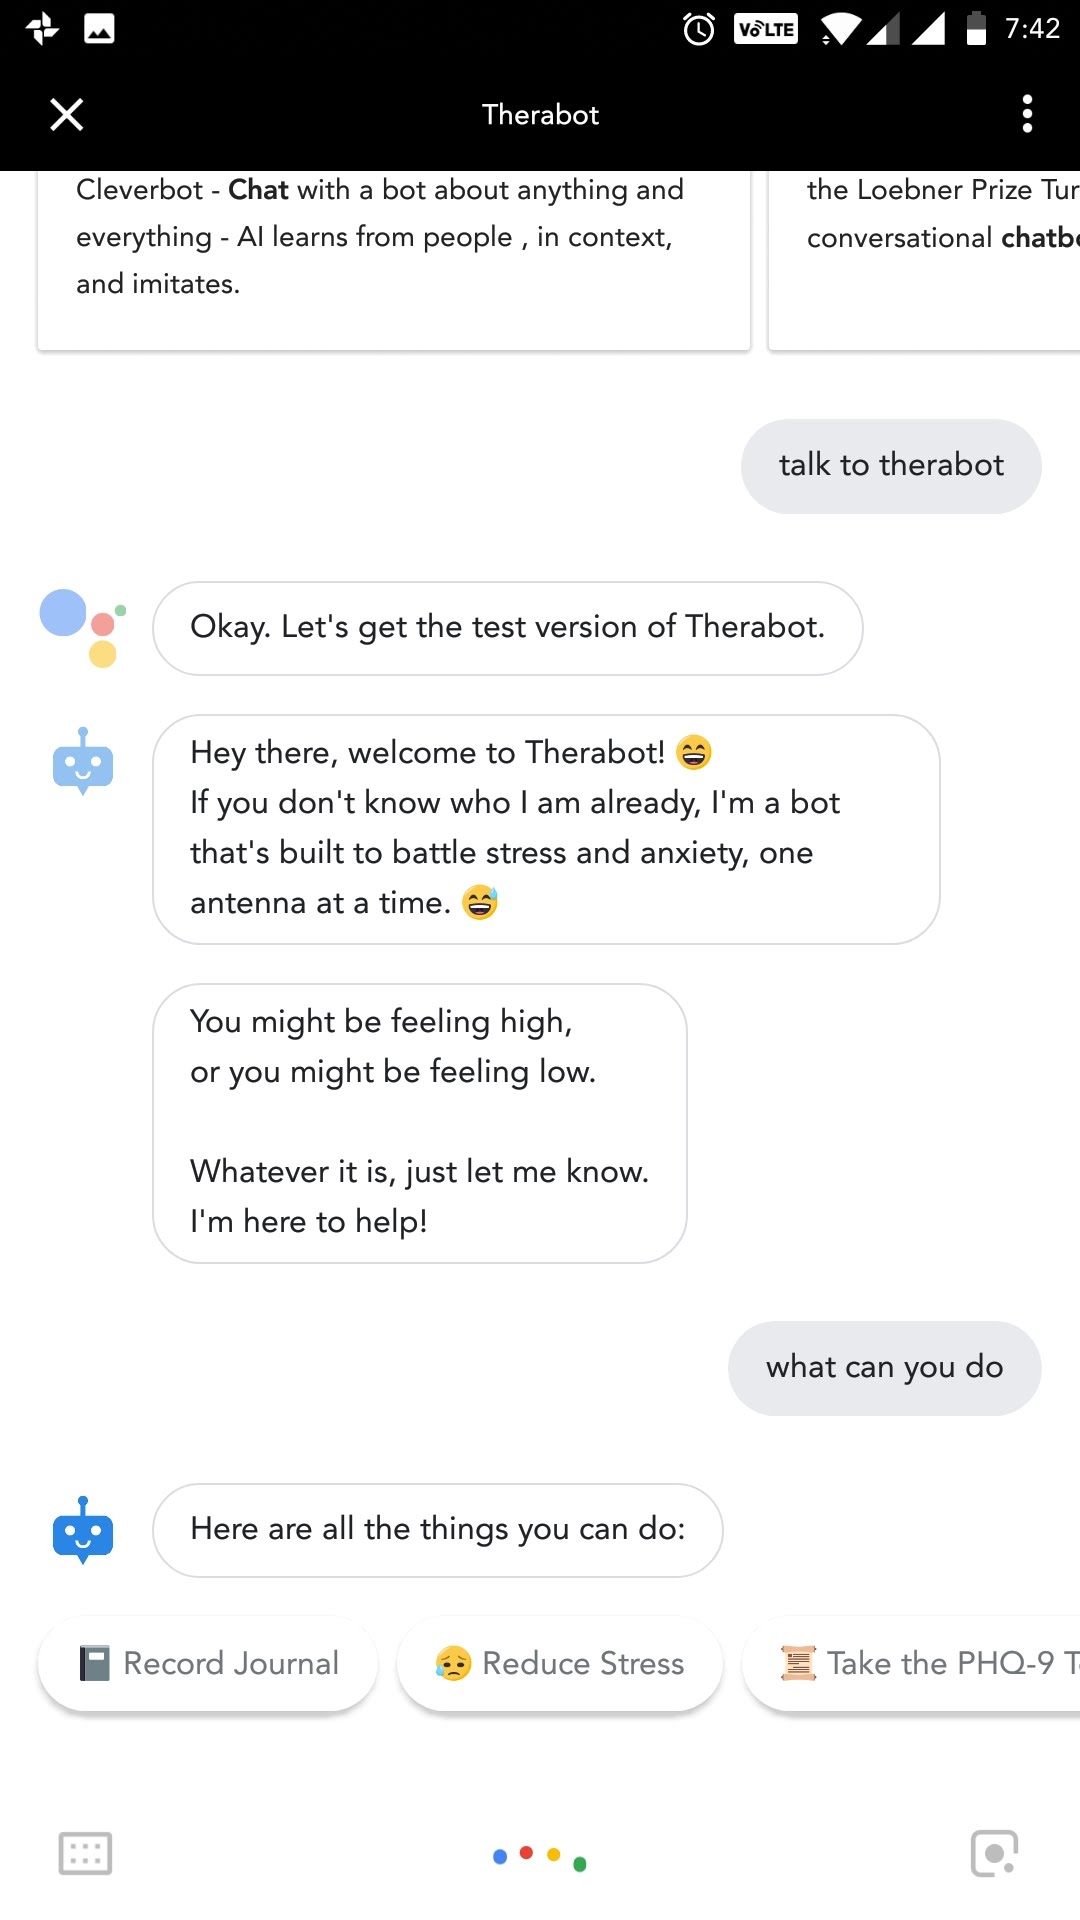 VoLTE
7:42
Therabot
Cleverbot - Chat with a bot about anything and
everything - AI learns from people , in context,
and imitates.
the Loebner Prize
conversational
talk to therabot
Okay. Let's get the test version of Therabot.
Hey there, welcome to Therabot! 😄
If you don't know who I am already, I'm a bot
that's built to battle stress and anxiety, one
antenna at a time. 😅
You might be feeling high,
or you might be feeling low.
Whatever it is, just let me know.
I'm here to help!
what can you do
Here are all the things you can do:
📓 Record Journal
😥 Reduce Stress
📜 Take the PHQ-9